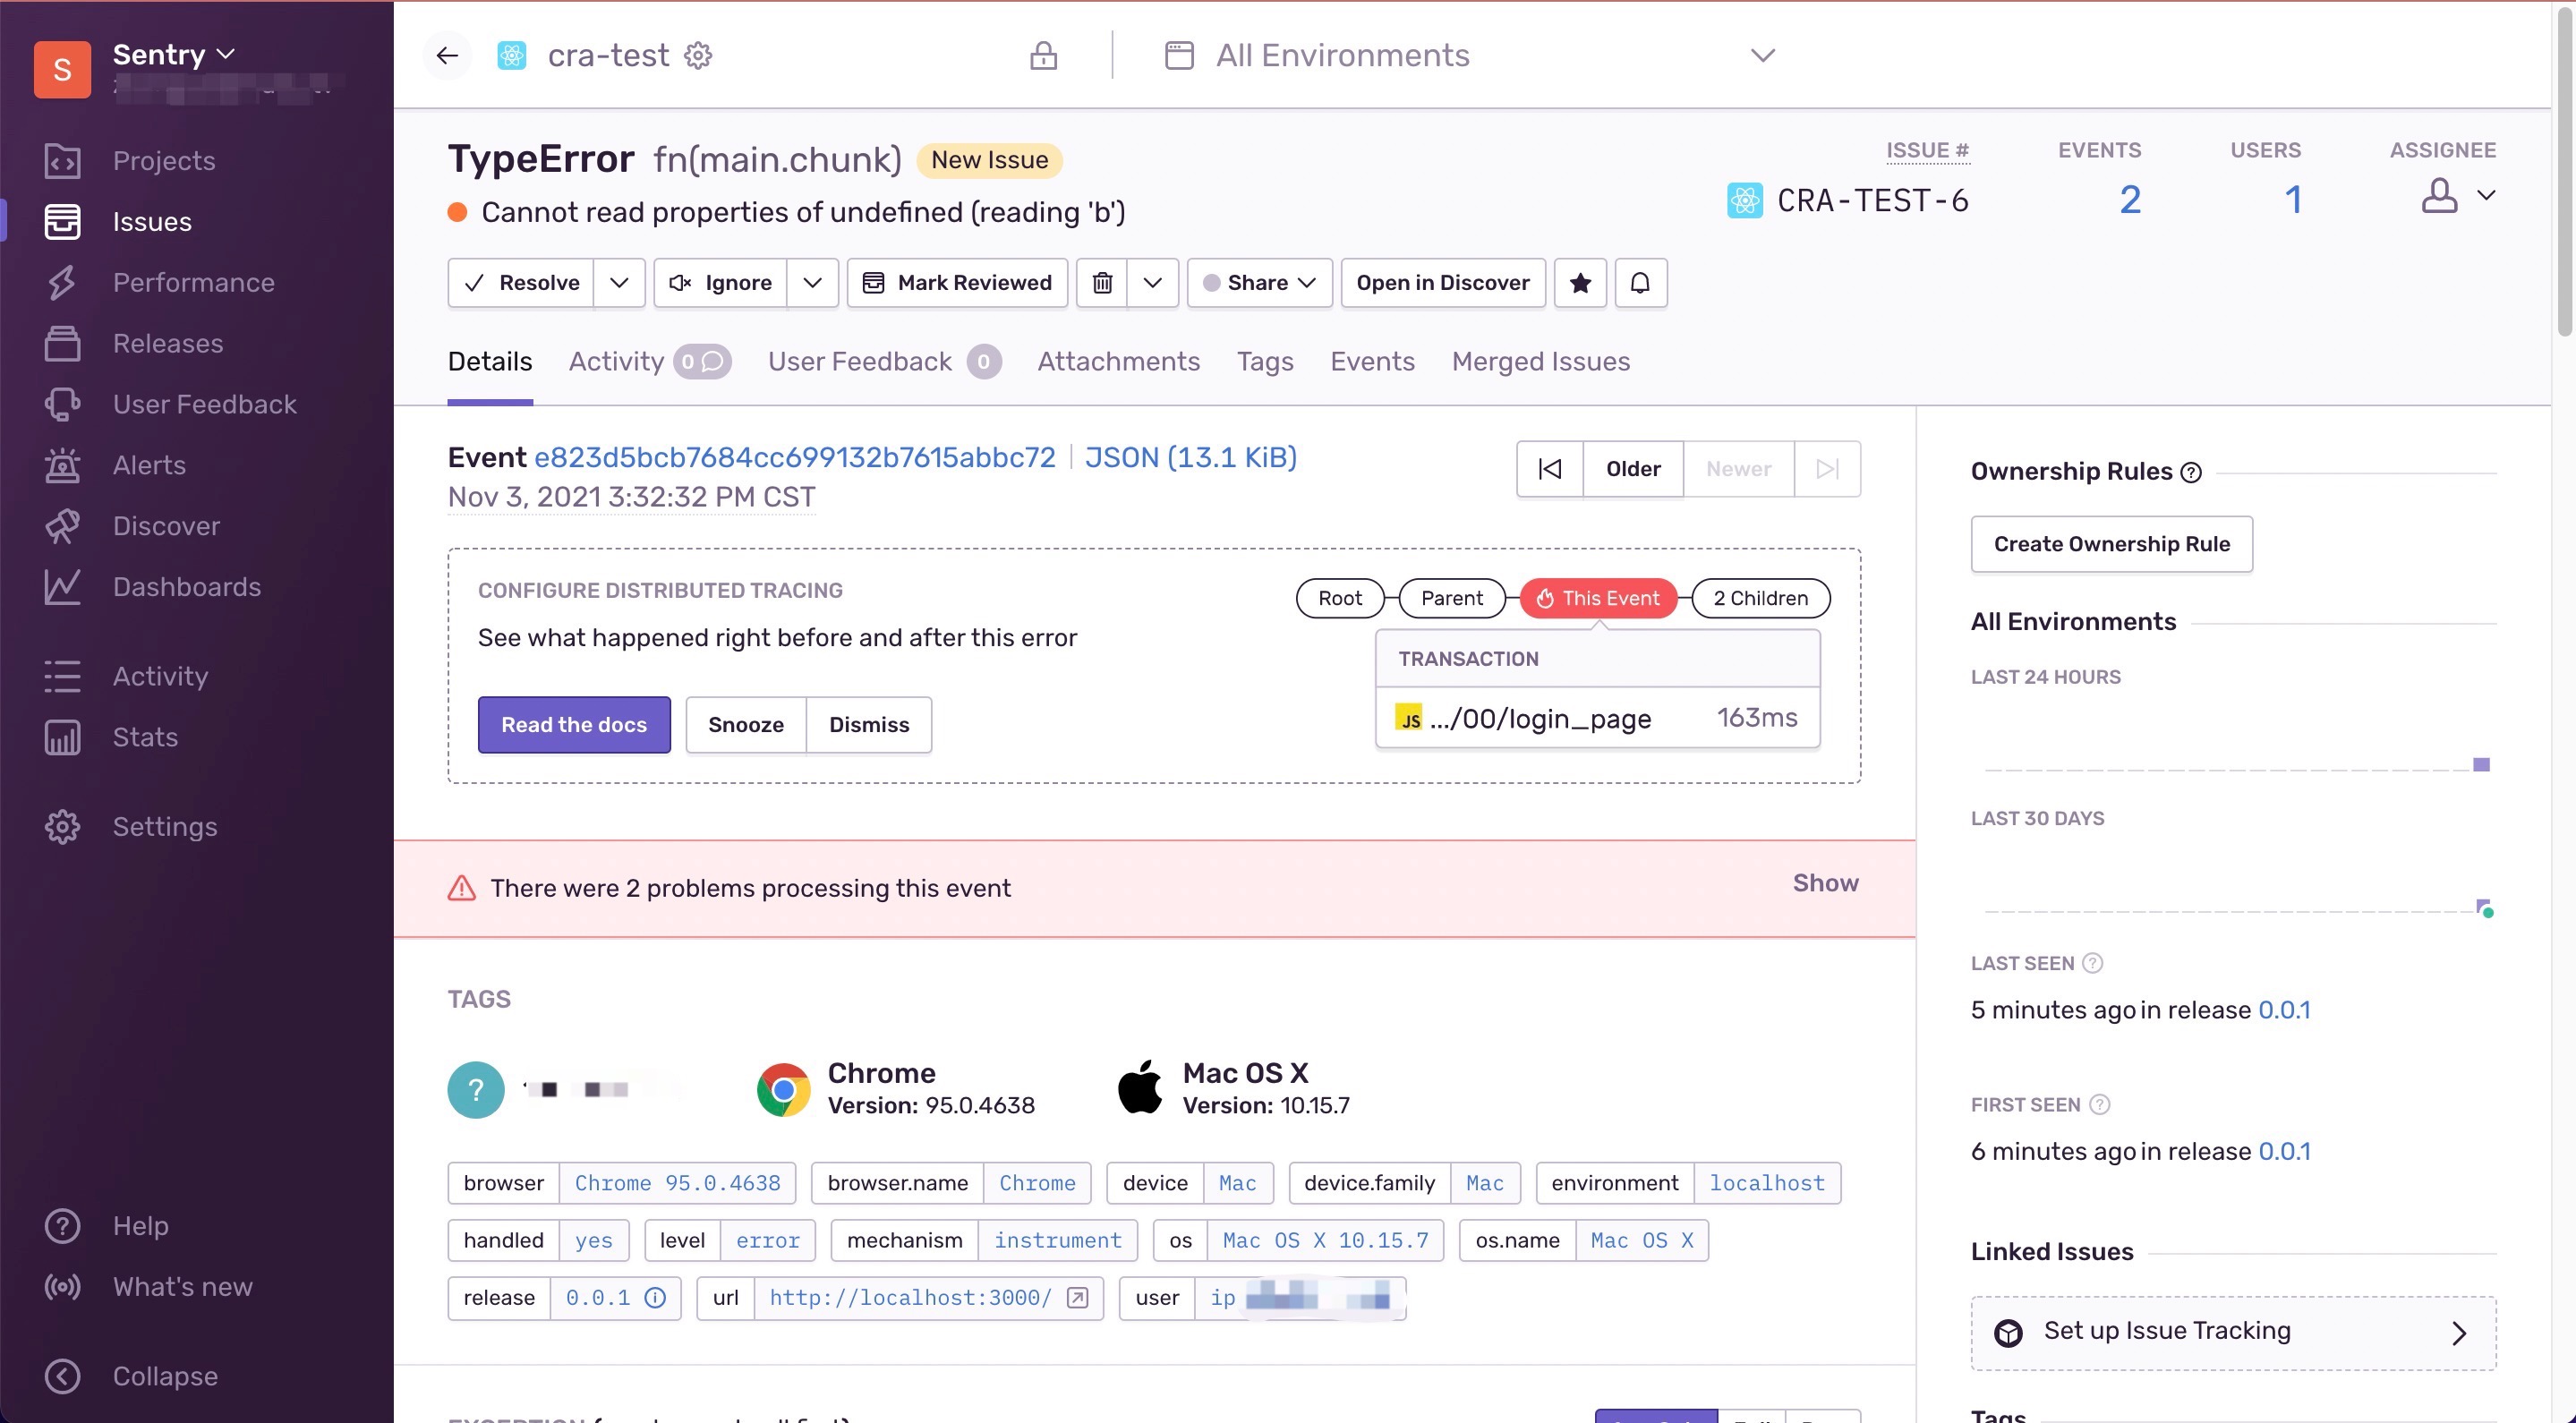 S
Sentry
Projects
Issues
Performance
Releases
User Feedback
Alerts
Discover
Dashboards
Activity
Stats
Settings
Help
What's new
Collapse
cra-test
All Environments
TypeError fn(main.chunk) New Issue
Cannot read properties of undefined (reading 'b')
ISSUE # EVENTS USERS ASSIGNEE
CRA-TEST-6 2 1
Resolve Ignore Mark Reviewed Share Open in Discover
Details Activity 0 User Feedback 0 Attachments Tags Events Merged Issues
Event e823d5bcb7684cc699132b7615abbc72 JSON (13.1 KiB)
Nov 3, 2021 3:32:32 PM CST
Older Newer
CONFIGURE DISTRIBUTED TRACING
See what happened right before and after this error
Read the docs Snooze Dismiss
Root Parent This Event 2 Children
TRANSACTION
JS .../00/login_page 163ms
There were 2 problems processing this event Show
TAGS
?
Chrome
Version: 95.0.4638
Mac OS X
Version: 10.15.7
browser Chrome 95.0.4638 browser.name Chrome device Mac device.family Mac environment localhost
handled yes level error mechanism instrument os Mac OS X 10.15.7 os.name Mac OS X
release 0.0.1 url http://localhost:3000/ user ip
Ownership Rules
Create Ownership Rule
All Environments
LAST 24 HOURS
LAST 30 DAYS
LAST SEEN
5 minutes ago in release 0.0.1
FIRST SEEN
6 minutes ago in release 0.0.1
Linked Issues
Set up Issue Tracking
Tags